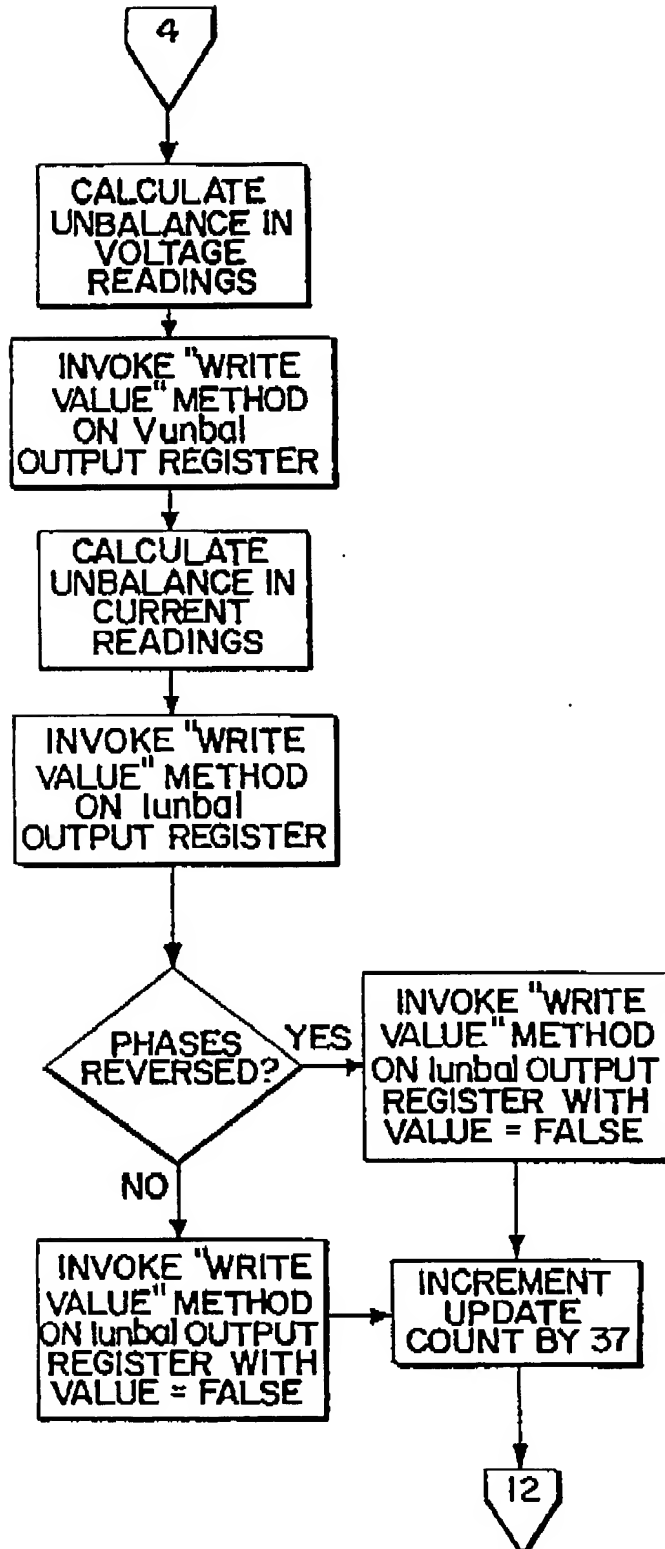 4
CALCULATE
UNBALANCE IN
VOLTAGE
READINGS
INVOKE "WRITE
VALUE" METHOD
ON Vunbal
OUTPUT REGISTER
CALCULATE
UNBALANCE IN
CURRENT
READINGS
INVOKE "WRITE
VALUE" METHOD
ON Iunbal
OUTPUT REGISTER
PHASES
REVERSED?
YES
INVOKE "WRITE
VALUE" METHOD
ON Iunbal OUTPUT
REGISTER WITH
VALUE = FALSE
NO
INVOKE "WRITE
VALUE" METHOD
ON Iunbal OUTPUT
REGISTER WITH
VALUE = FALSE
INCREMENT
UPDATE
COUNT BY 37
12